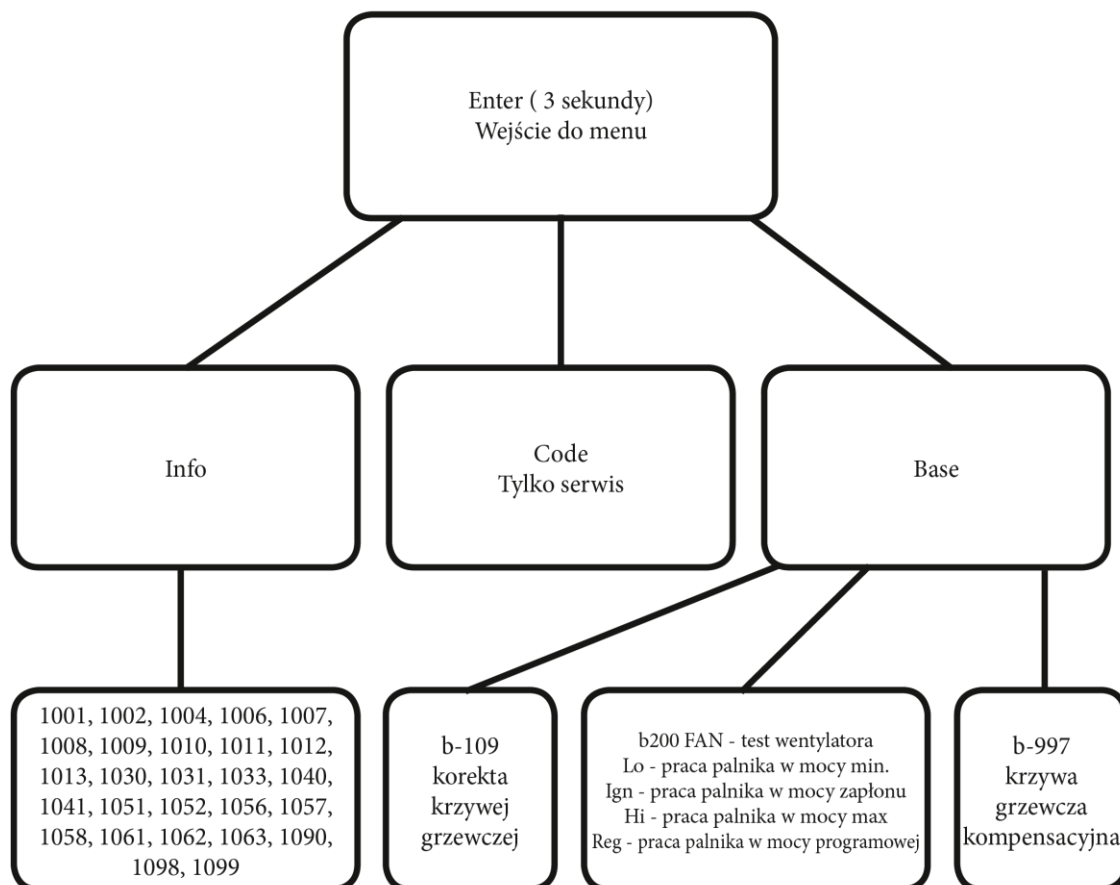 Enter ( 3 sekundy)
Wejście do menu
Info
Code
Tylko serwis
Base
1001, 1002, 1004, 1006, 1007,
1008, 1009, 1010, 1011, 1012,
1013, 1030, 1031, 1033, 1040,
1041, 1051, 1052, 1056, 1057,
1058, 1061, 1062, 1063, 1090,
1098, 1099
b-109
korekta
krzywej
grzewczej
b200 FAN - test wentylatora
Lo - praca palnika w mocy min.
Ign - praca palnika w mocy zapłonu
Hi - praca palnika w mocy max
Reg - praca palnika w mocy programowej
b-997
krzywa
grzewcza
kompensacyjna